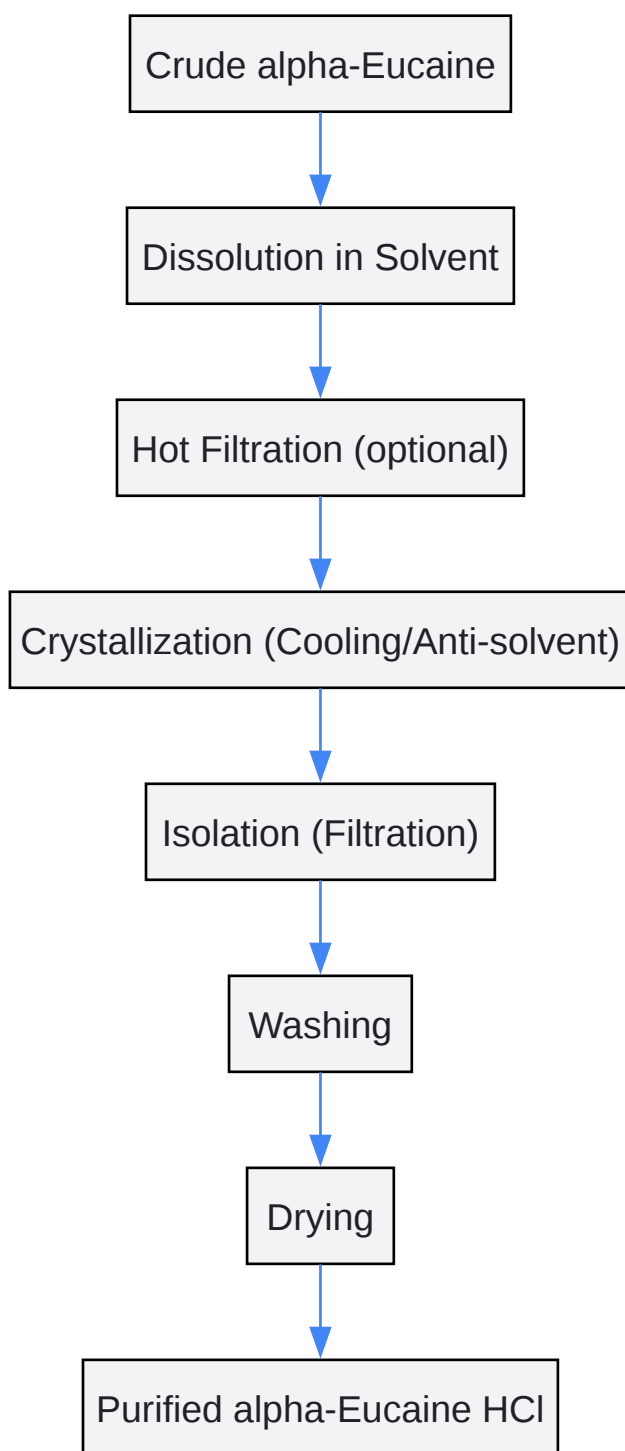 Crude alpha-Eucaine
Dissolution in Solvent
Hot Filtration (optional)
Crystallization (Cooling/Anti-solvent)
Isolation (Filtration)
Washing
Drying
Purified alpha-Eucaine HCl